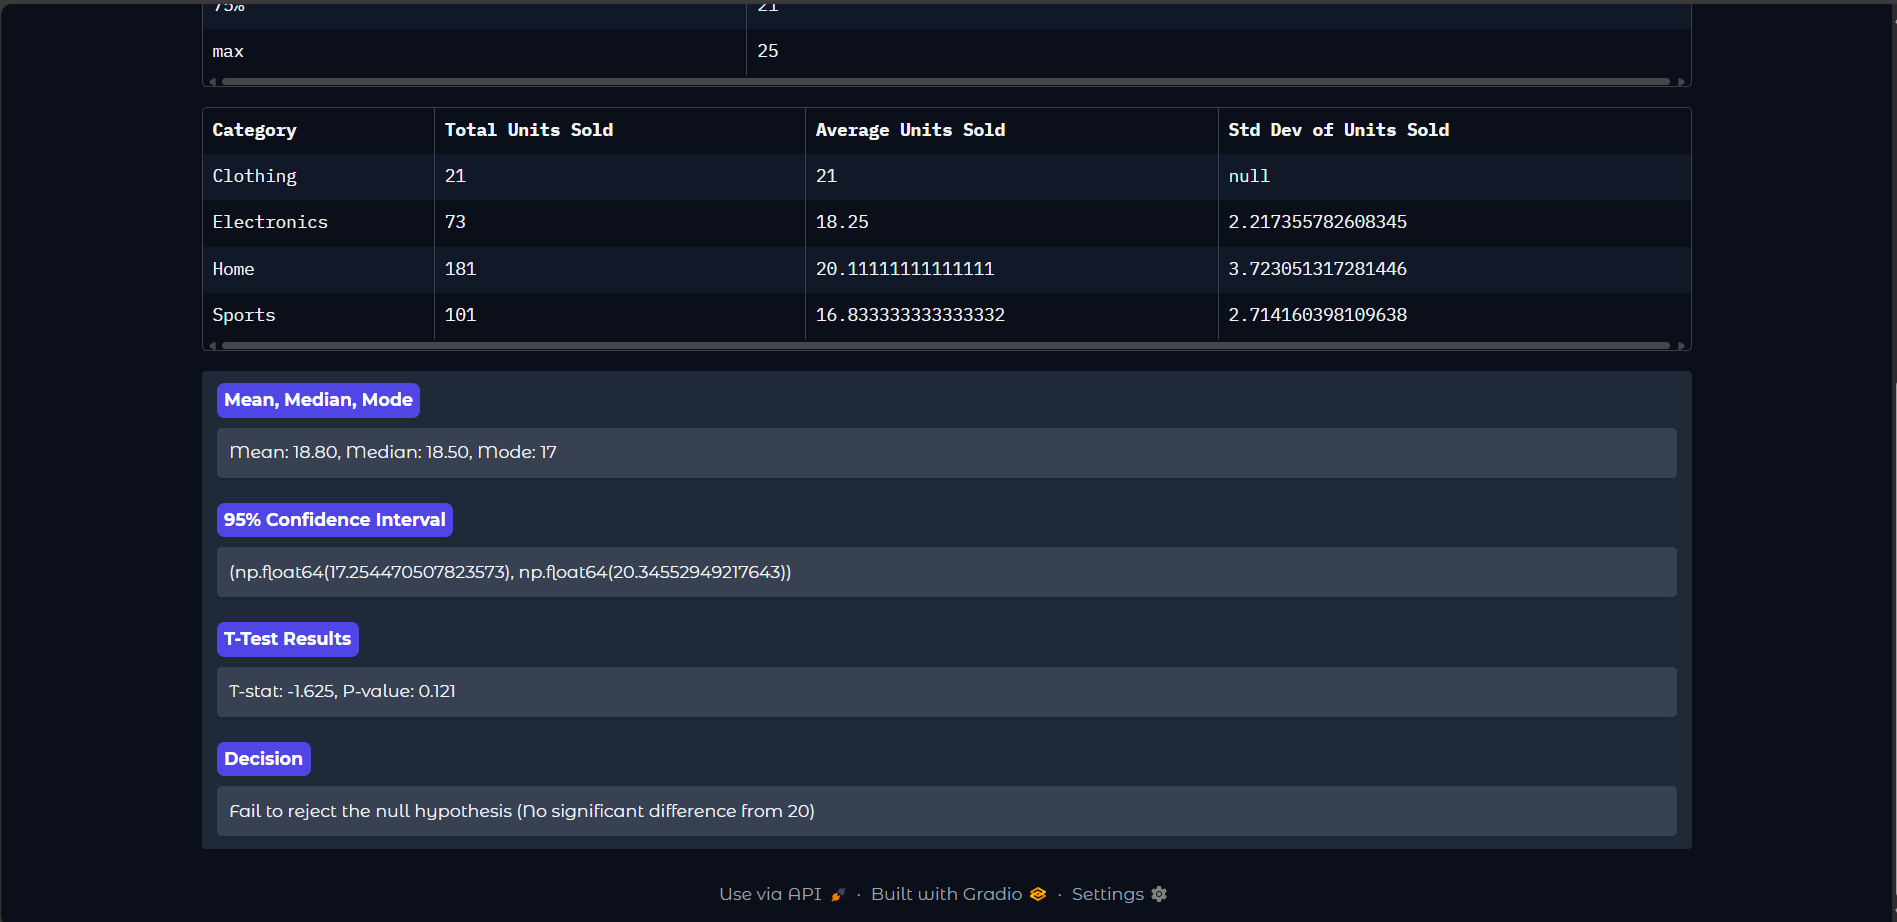 75% 21
max 25
Category Total Units Sold Average Units Sold Std Dev of Units Sold
Clothing 21 21 null
Electronics 73 18.25 2.217355782608345
Home 181 20.11111111111111 3.723051317281446
Sports 101 16.833333333333332 2.714160398109638
Mean, Median, Mode
Mean: 18.80, Median: 18.50, Mode: 17
95% Confidence Interval
(np.float64(17.254470507823573), np.float64(20.34552949217643))
T-Test Results
T-stat: -1.625, P-value: 0.121
Decision
Fail to reject the null hypothesis (No significant difference from 20)
Use via API · Built with Gradio · Settings